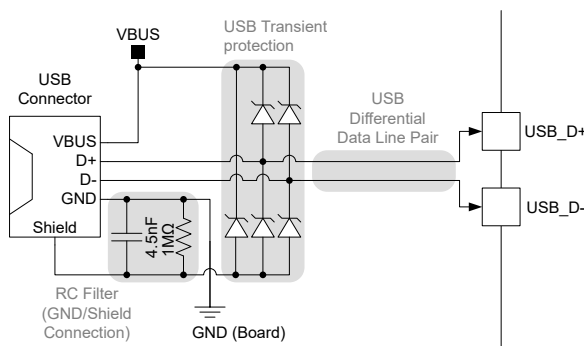 VBUS
USB Transient
protection
USB
Connector
VBUS
D+
D-
GND
Shield
USB
Differential
Data Line Pair
USB_D+
USB_D-
4.5nF
1MΩ
RC Filter
(GND/Shield
Connection)
GND (Board)